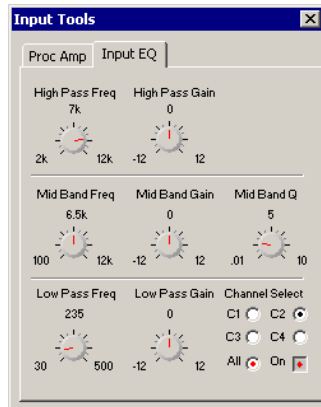 Input Tools
Proc Amp Input EQ
High Pass Freq High Pass Gain
7k 0
2k 12k -12 12
Mid Band Freq Mid Band Gain Mid Band Q
6.5k 0 5
100 12k -12 12 .01 10
Low Pass Freq Low Pass Gain Channel Select
235 0 C1 C2
C3 C4
30 500 -12 12 All On